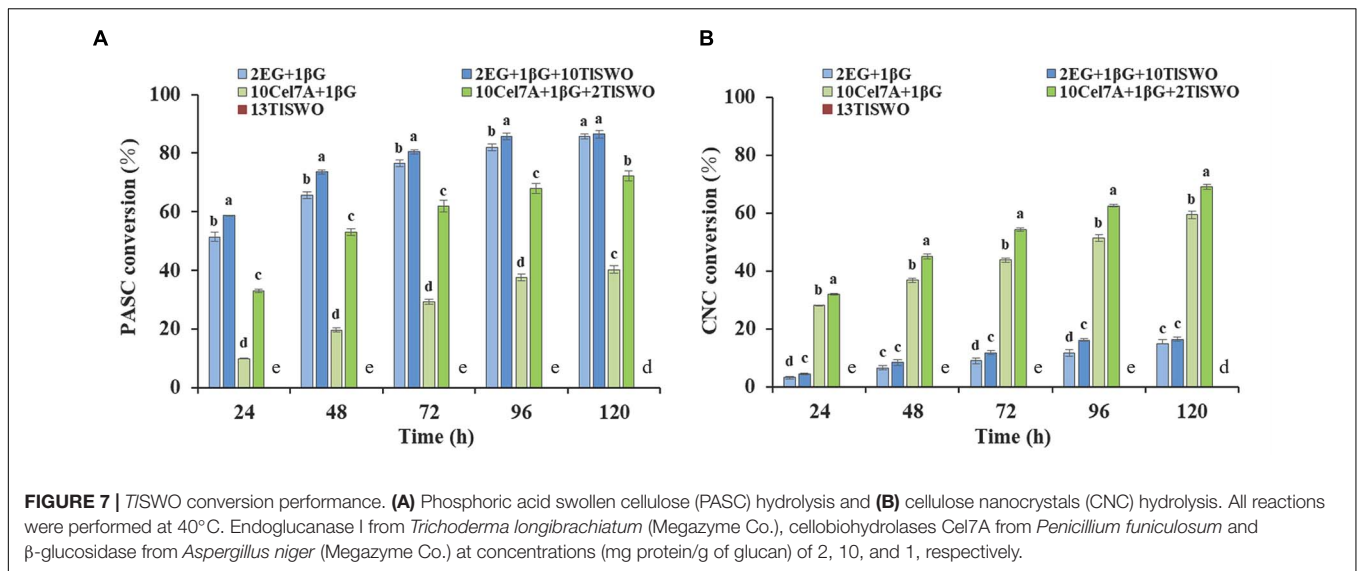 A
2EG+1βG 2EG+1βG+10TlSWO
10Cel7A+1βG 10Cel7A+1βG+2TlSWO
13TlSWO
PASC conversion (%)
100
80
60
40
20
0
b a d c e
b a d c e
b a d c e
b a d c e
a a c b d
24 48 72 96 120
Time (h)
B
2EG+1βG 2EG+1βG+10TlSWO
10Cel7A+1βG 10Cel7A+1βG+2TlSWO
13TlSWO
CNC conversion (%)
100
80
60
40
20
0
d c b a e
c c b a e
d c b a e
d c b a e
c c b a d
24 48 72 96 120
Time (h)
FIGURE 7 | TlSWO conversion performance. (A) Phosphoric acid swollen cellulose (PASC) hydrolysis and (B) cellulose nanocrystals (CNC) hydrolysis. All reactions
were performed at 40°C. Endoglucanase I from Trichoderma longibrachiatum (Megazyme Co.), cellobiohydrolases Cel7A from Penicillium funiculosum and
β-glucosidase from Aspergillus niger (Megazyme Co.) at concentrations (mg protein/g of glucan) of 2, 10, and 1, respectively.